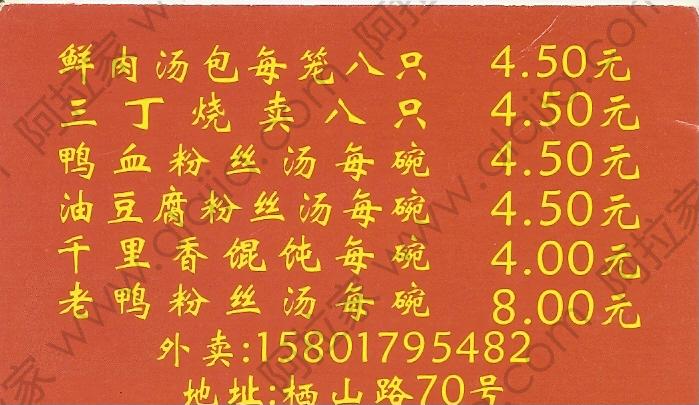 鲜肉汤包每笼八只 4.50元
三丁烧卖八只 4.50元
鸭血粉丝汤每碗 4.50元
油豆腐粉丝汤每碗 4.50元
千里香馄饨每碗 4.00元
老鸭粉丝汤每碗 8.00元
外卖:15801795482
地址:栖山路70号